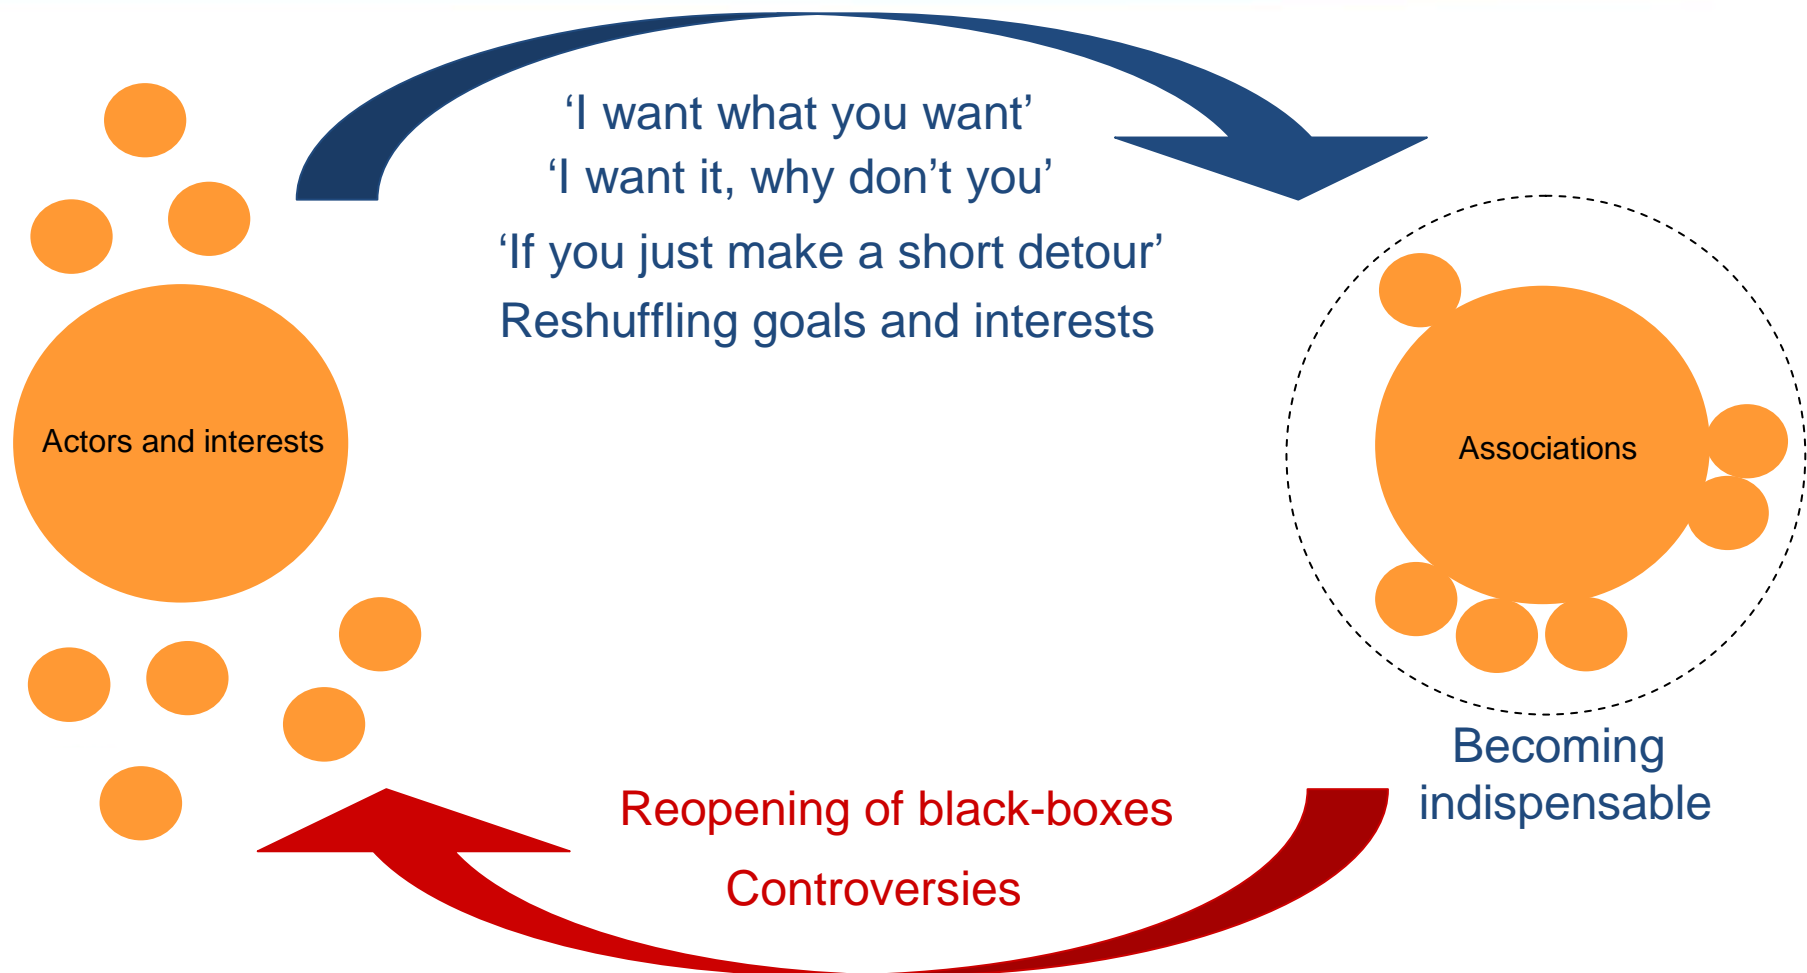 ‘I want what you want’
‘I want it, why don’t you’
‘If you just make a short detour’
Reshuffling goals and interests
Actors and interests
Associations
Becoming
indispensable
Reopening of black-boxes
Controversies